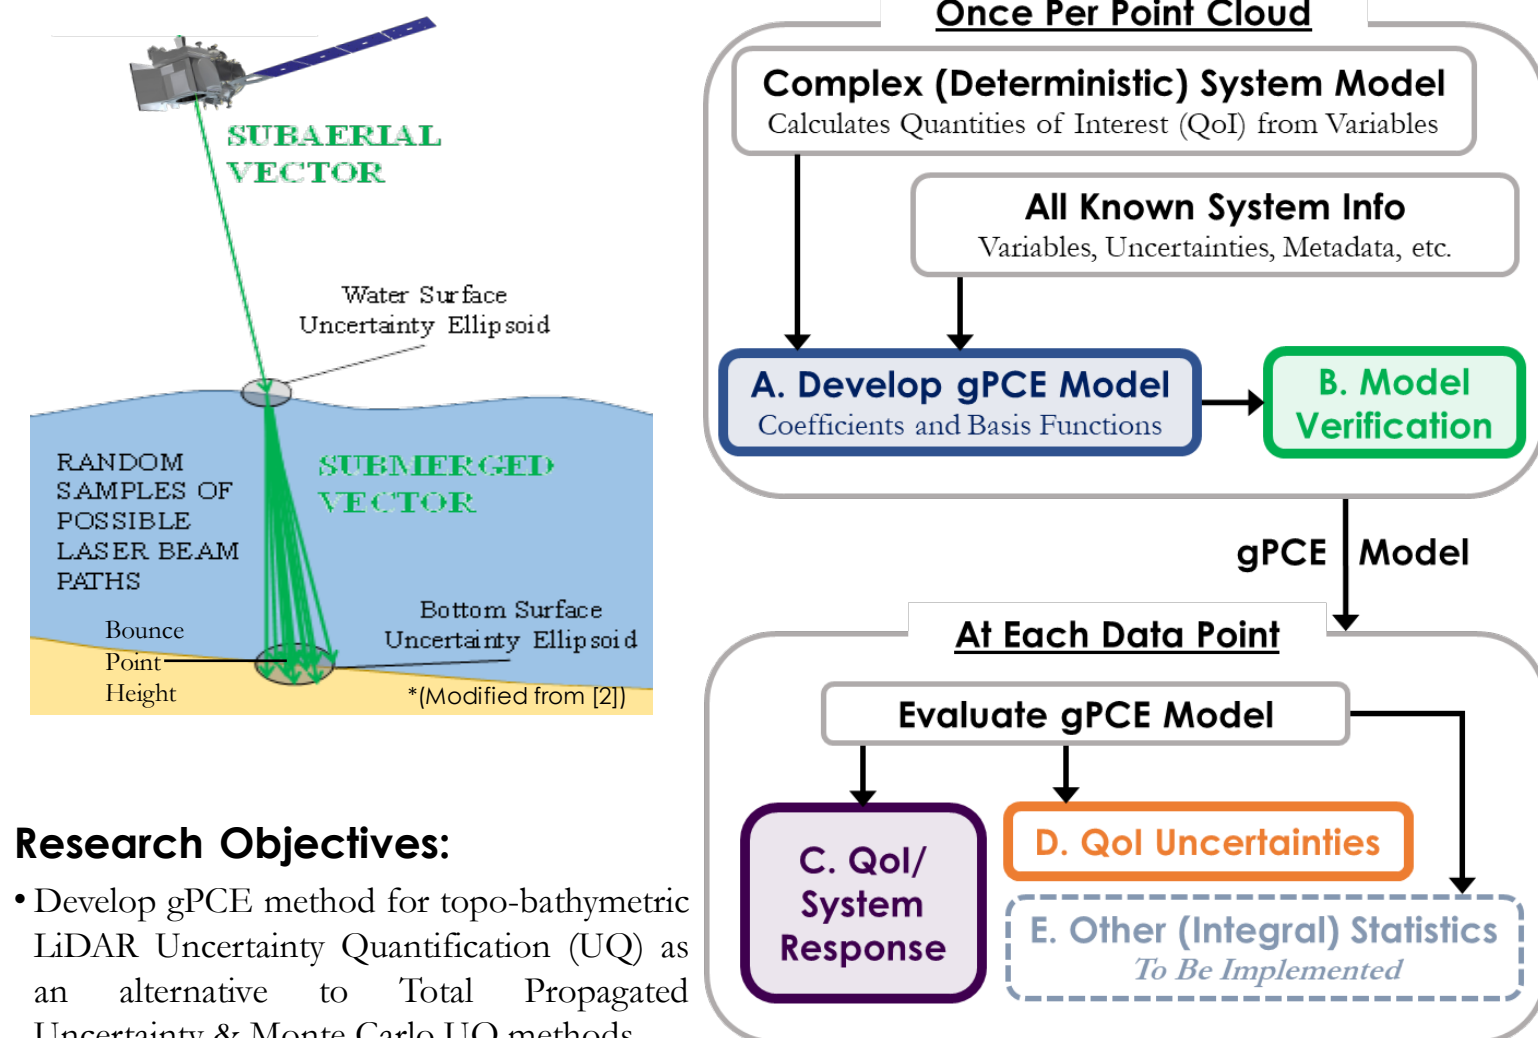 SUBAERIAL
VECTOR
Water Surface
Uncertainty Ellipsoid
RANDOM
SAMPLES OF
POSSIBLE
LASER BEAM
PATHS
SUBMERGED
VECTOR
Bounce
Point
Height
Bottom Surface
Uncertainty Ellipsoid
*(Modified from [2])
Research Objectives:
• Develop gPCE method for topo-bathymetric
LiDAR Uncertainty Quantification (UQ) as
an alternative to Total Propagated
Uncertainty & Monte Carlo UQ methods
Once Per Point Cloud
Complex (Deterministic) System Model
Calculates Quantities of Interest (QoI) from Variables
All Known System Info
Variables, Uncertainties, Metadata, etc.
A. Develop gPCE Model
Coefficients and Basis Functions
B. Model
Verification
gPCE Model
At Each Data Point
Evaluate gPCE Model
C. QoI/
System
Response
D. QoI Uncertainties
E. Other (Integral) Statistics
To Be Implemented